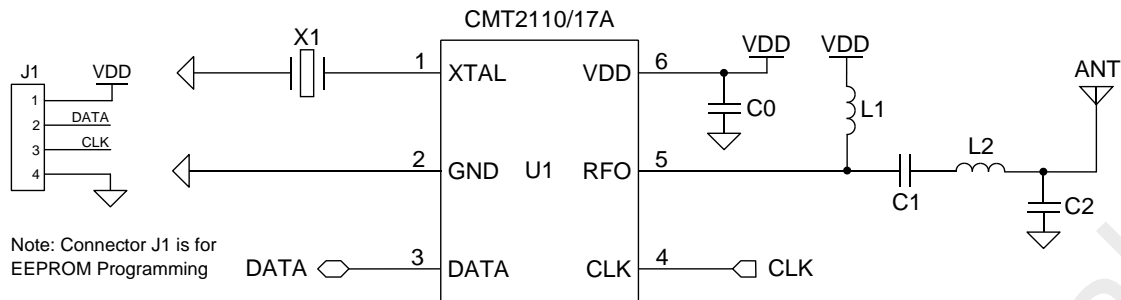 CMT2110/17A
X1
J1
VDD
1
DATA
2
CLK
3
4
Note: Connector J1 is for
EEPROM Programming
1
XTAL
2
GND
3
DATA
DATA
U1
VDD
6
RFO
5
CLK
4
CLK
VDD
C0
VDD
L1
C1
L2
C2
ANT